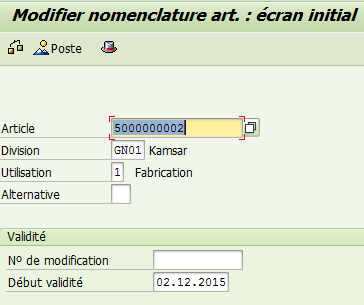 Modifier nomenclature art. : écran initial
Poste
Article 5000000002
Division GN01 Kamsar
Utilisation 1 Fabrication
Alternative
Validité
Nº de modification
Début validité 02.12.2015